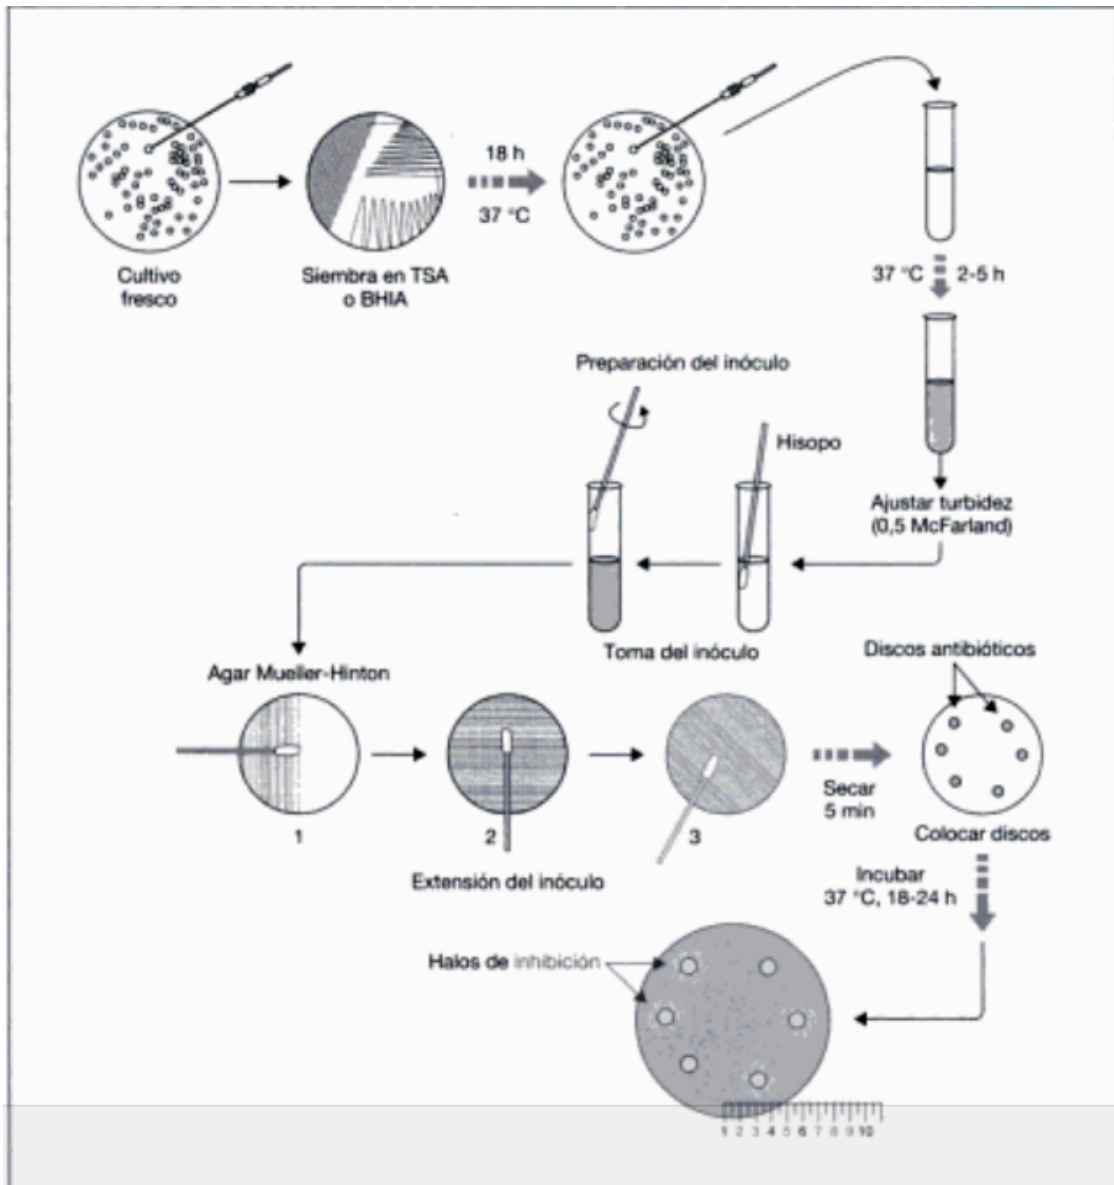 18 h
37 °C
Cultivo
fresco
Siembra en TSA
o BHIA
37 °C
2-5 h
Preparación del inóculo
Hisopo
Ajustar turbidez
(0,5 McFarland)
Toma del inóculo
Agar Mueller-Hinton
Discos antibióticos
1
2
3
Secar
5 min
Colocar discos
Extensión del inóculo
Incubar
37 °C, 18-24 h
Halos de inhibición
1 2 3 4 5 6 7 8 9 10